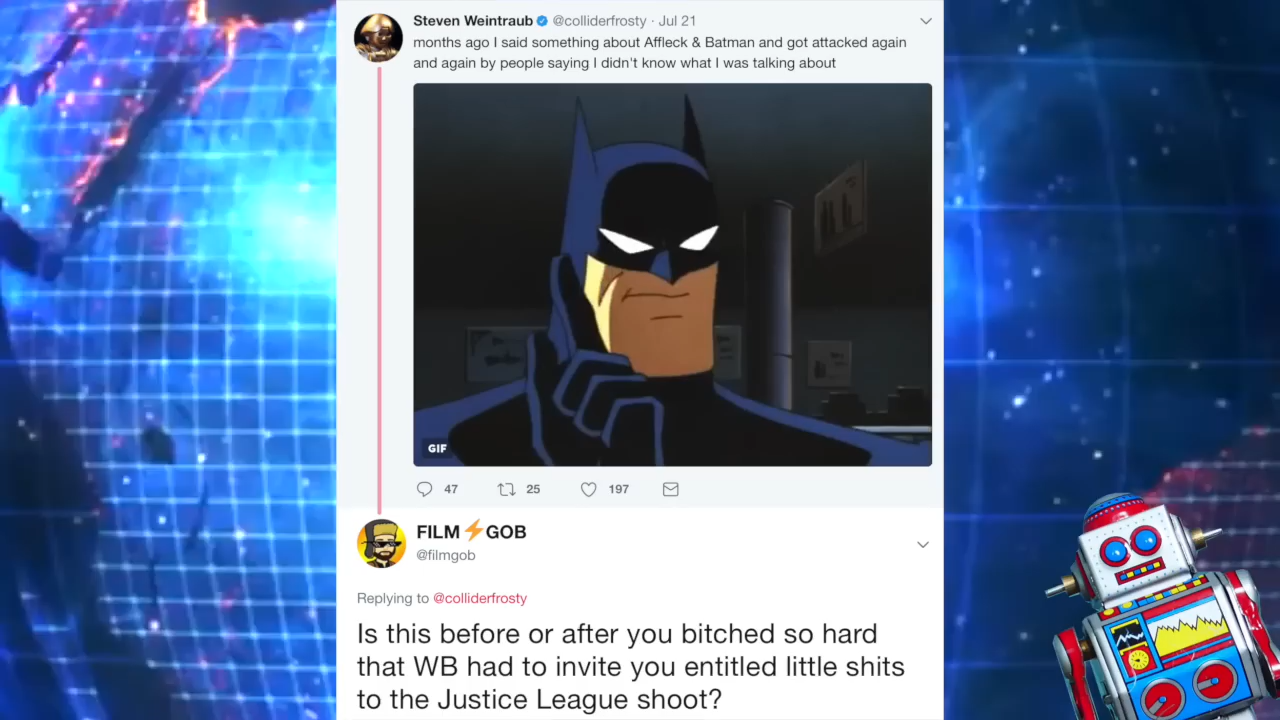 Steven Weintraub @colliderfrosty · Jul 21
months ago I said something about Affleck & Batman and got attacked again
and again by people saying I didn't know what I was talking about
GIF
47 25 197
FILM⚡GOB
@filmgob
Replying to @colliderfrosty
Is this before or after you bitched so hard
that WB had to invite you entitled little shits
to the Justice League shoot?